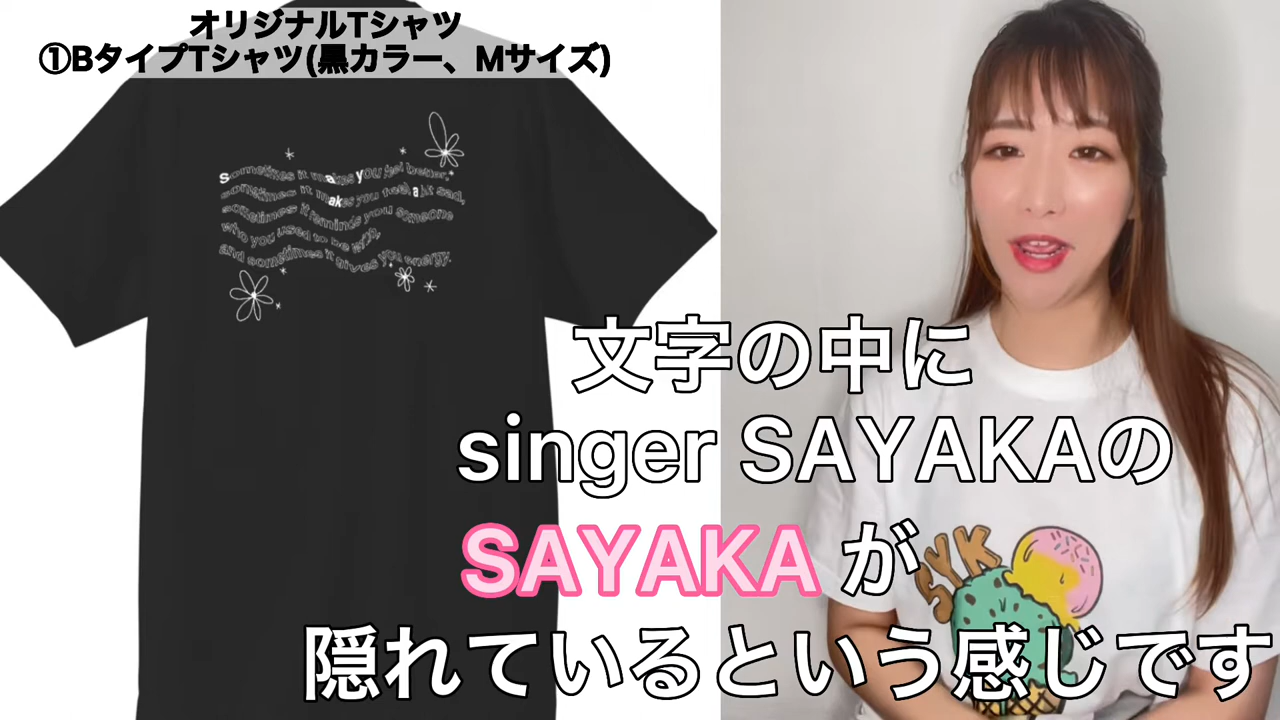 オリジナルTシャツ
①BタイプTシャツ(黒カラー、Mサイズ)
sometimes it makes you feel better.
sometimes it makes you feel a bit sad,
sometimes it reminds you someone
who you used to be with,
and sometimes it gives you energy.
文字の中に
singer SAYAKAの
SAYAKA が
隠れているという感じです
SYK